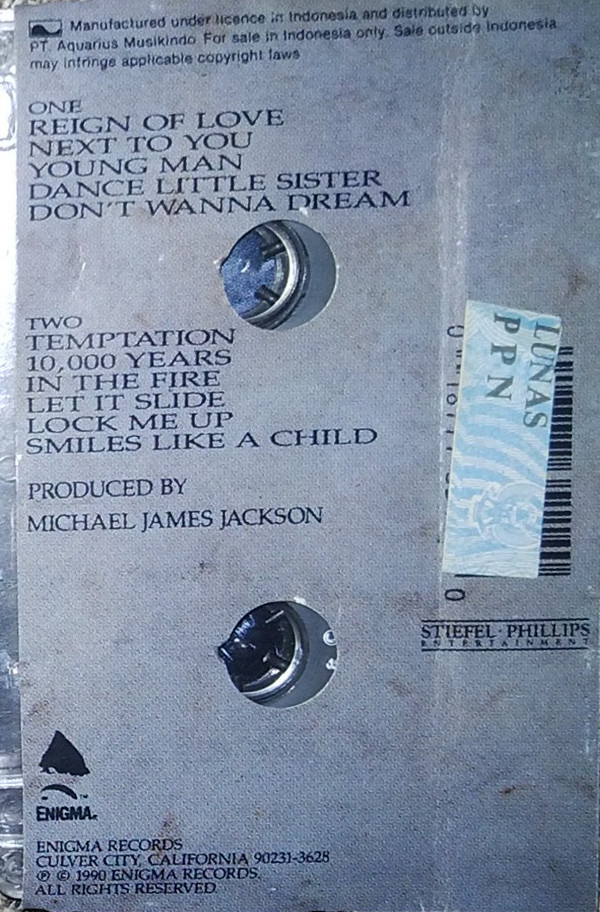 Manufactured under licence in Indonesia and distributed by
PT. Aquarius Musikindo. For sale in Indonesia only. Sale outside Indonesia
may infringe applicable copyright laws
ONE
REIGN OF LOVE
NEXT TO YOU
YOUNG MAN
DANCE LITTLE SISTER
DON'T WANNA DREAM
TWO
TEMPTATION
10,000 YEARS
IN THE FIRE
LET IT SLIDE
LOCK ME UP
SMILES LIKE A CHILD
PRODUCED BY
MICHAEL JAMES JACKSON
LUNAS
PPN
0
STIEFEL·PHILLIPS
ENTERTAINMENT
ENIGMA™
ENIGMA RECORDS
CULVER CITY, CALIFORNIA 90231-3628
℗ © 1990 ENIGMA RECORDS.
ALL RIGHTS RESERVED.